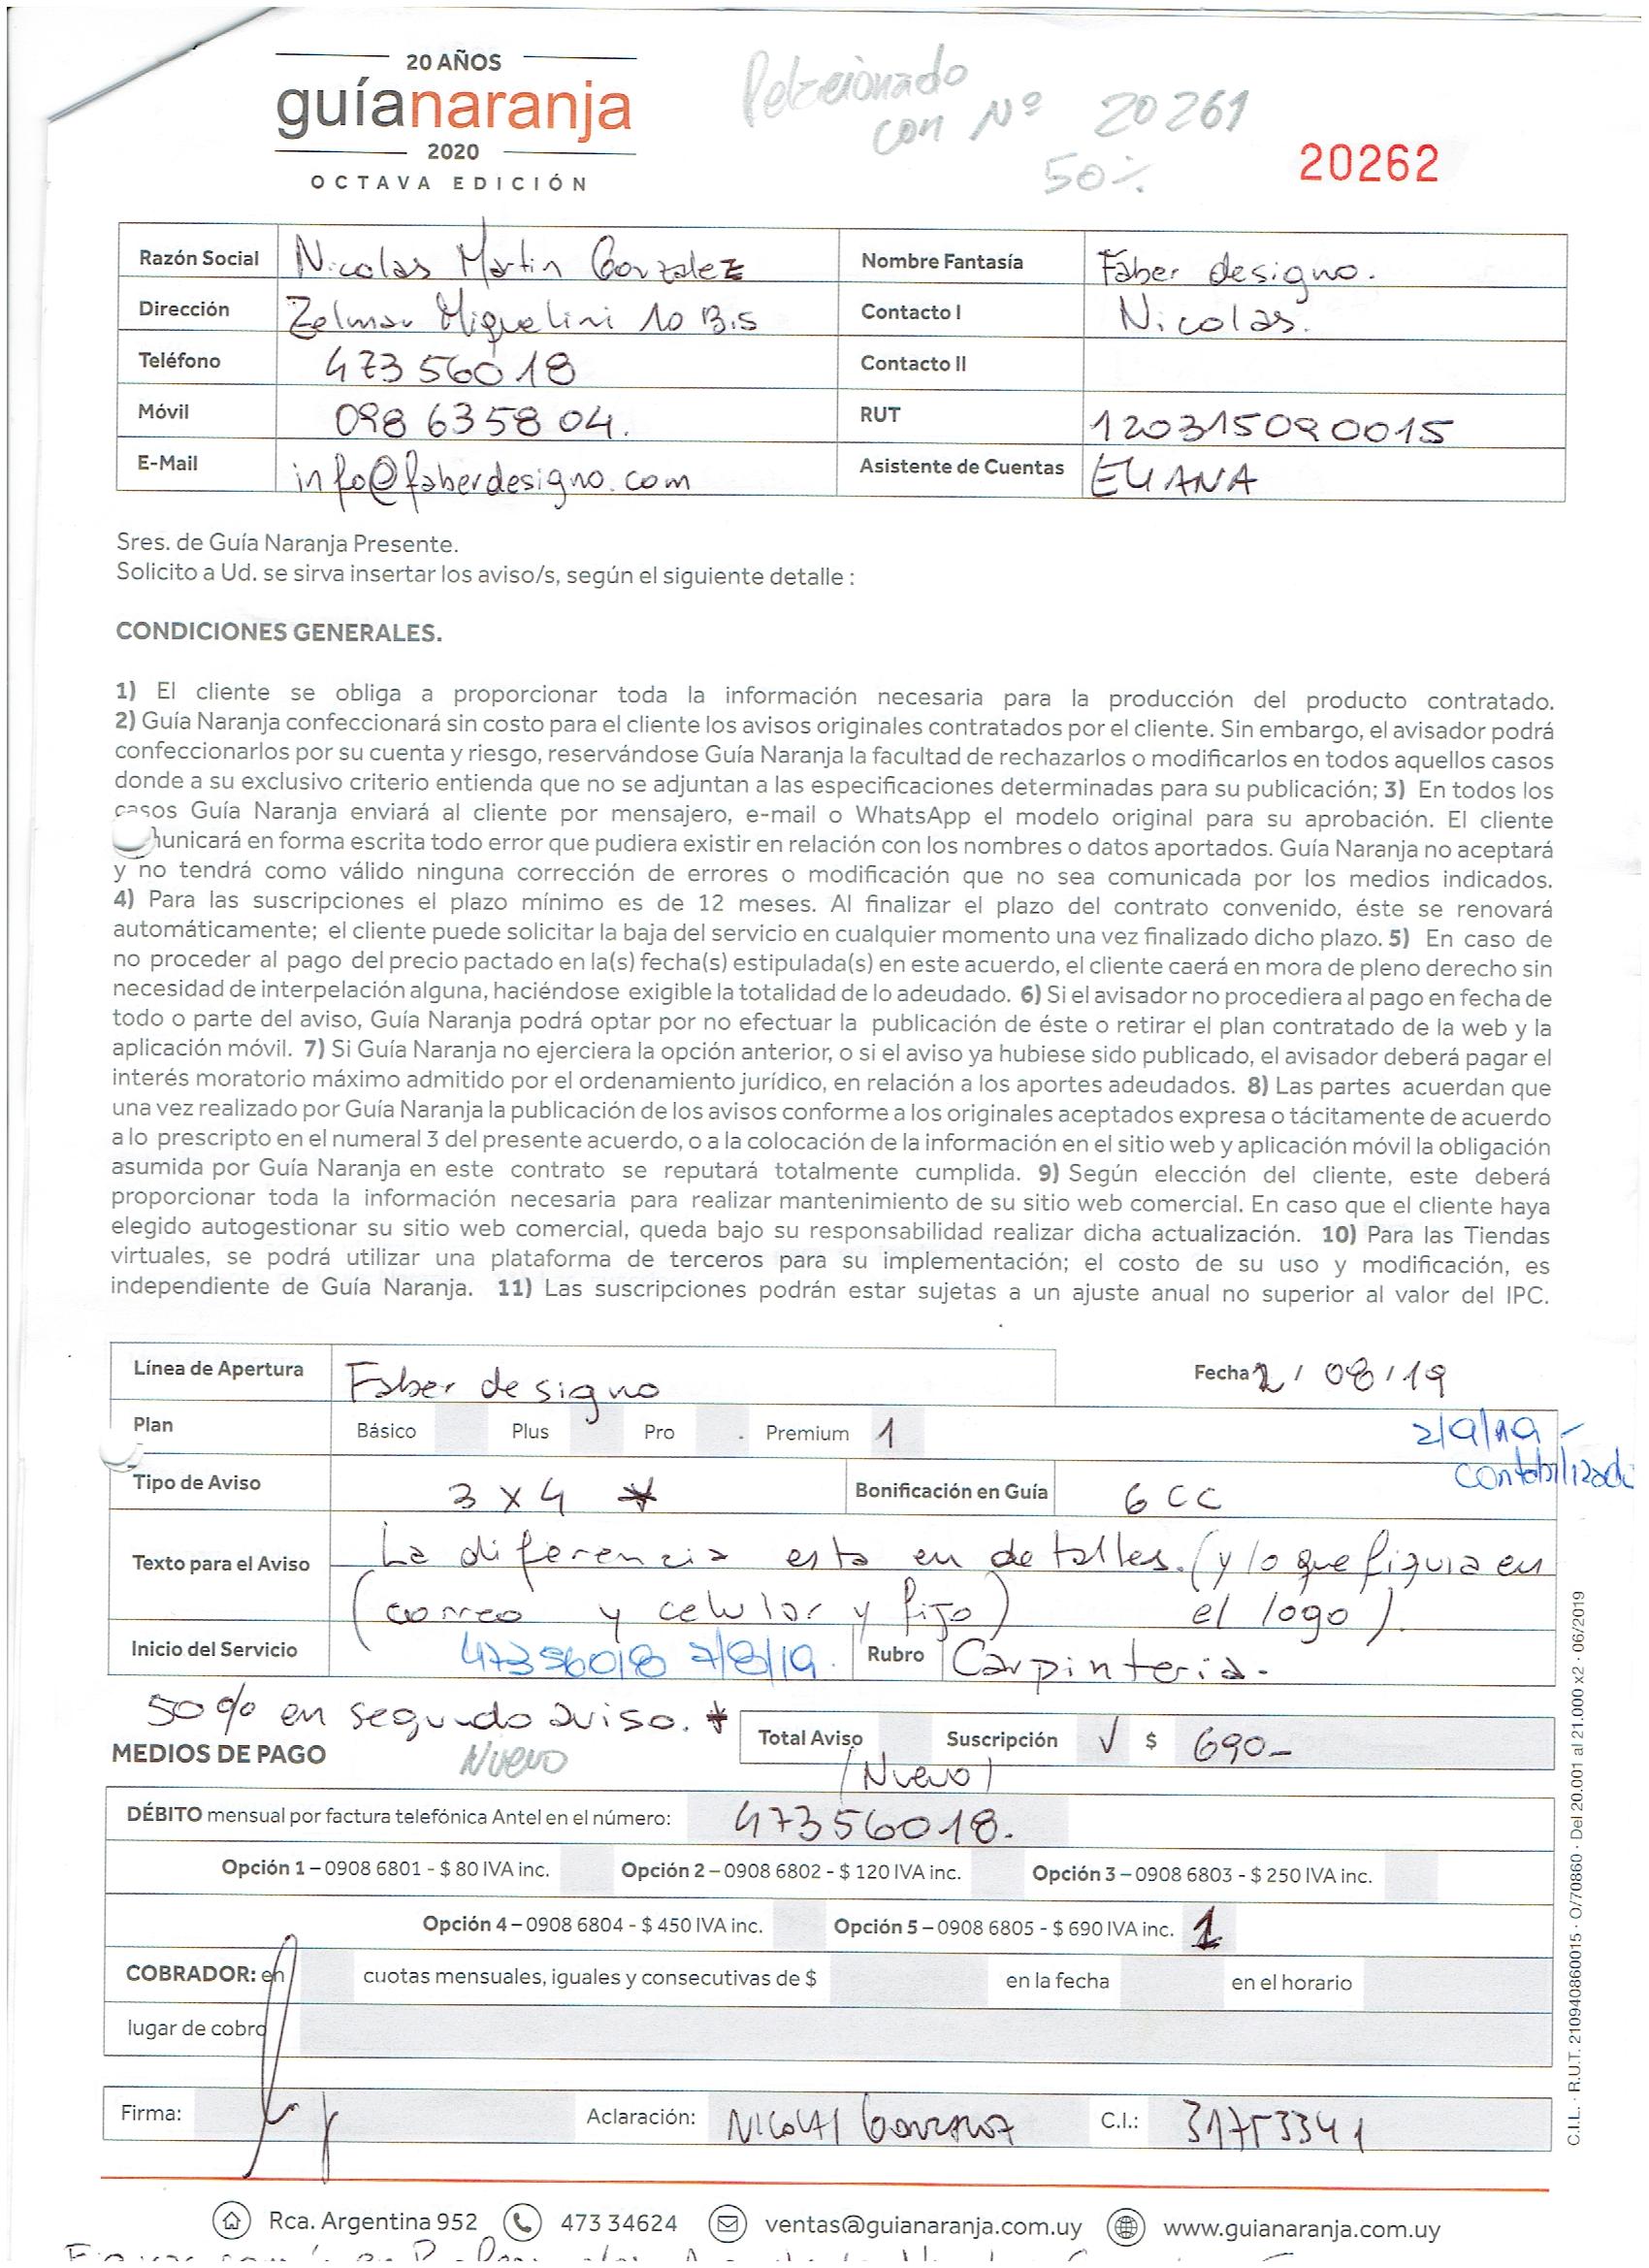 20 AÑOS
guíanaranja
2020
OCTAVA EDICIÓN
Relacionado
con Nº 20261
50%
20262
Razón Social Nicolas Martin Gonzalez Nombre Fantasía Faber designo.
Dirección Zelmar Miquelini 10 Bis Contacto I Nicolas.
Teléfono 473 56018 Contacto II
Móvil 098 6358 04. RUT 120315090015
E-Mail info@faberdesigno.com Asistente de Cuentas ELIANA
Sres. de Guía Naranja Presente.
Solicito a Ud. se sirva insertar los aviso/s, según el siguiente detalle :
CONDICIONES GENERALES.
1) El cliente se obliga a proporcionar toda la información necesaria para la producción del producto contratado.
2) Guía Naranja confeccionará sin costo para el cliente los avisos originales contratados por el cliente. Sin embargo, el avisador podrá
confeccionarlos por su cuenta y riesgo, reservándose Guía Naranja la facultad de rechazarlos o modificarlos en todos aquellos casos
donde a su exclusivo criterio entienda que no se adjuntan a las especificaciones determinadas para su publicación; 3) En todos los
casos Guía Naranja enviará al cliente por mensajero, e-mail o WhatsApp el modelo original para su aprobación. El cliente
municará en forma escrita todo error que pudiera existir en relación con los nombres o datos aportados. Guía Naranja no aceptará
y no tendrá como válido ninguna corrección de errores o modificación que no sea comunicada por los medios indicados.
4) Para las suscripciones el plazo mínimo es de 12 meses. Al finalizar el plazo del contrato convenido, éste se renovará
automáticamente; el cliente puede solicitar la baja del servicio en cualquier momento una vez finalizado dicho plazo. 5) En caso de
no proceder al pago del precio pactado en la(s) fecha(s) estipulada(s) en este acuerdo, el cliente caerá en mora de pleno derecho sin
necesidad de interpelación alguna, haciéndose exigible la totalidad de lo adeudado. 6) Si el avisador no procediera al pago en fecha de
todo o parte del aviso, Guía Naranja podrá optar por no efectuar la publicación de éste o retirar el plan contratado de la web y la
aplicación móvil. 7) Si Guía Naranja no ejerciera la opción anterior, o si el aviso ya hubiese sido publicado, el avisador deberá pagar el
interés moratorio máximo admitido por el ordenamiento jurídico, en relación a los aportes adeudados. 8) Las partes acuerdan que
una vez realizado por Guía Naranja la publicación de los avisos conforme a los originales aceptados expresa o tácitamente de acuerdo
a lo prescripto en el numeral 3 del presente acuerdo, o a la colocación de la información en el sitio web y aplicación móvil la obligación
asumida por Guía Naranja en este contrato se reputará totalmente cumplida. 9) Según elección del cliente, este deberá
proporcionar toda la información necesaria para realizar mantenimiento de su sitio web comercial. En caso que el cliente haya
elegido autogestionar su sitio web comercial, queda bajo su responsabilidad realizar dicha actualización. 10) Para las Tiendas
virtuales, se podrá utilizar una plataforma de terceros para su implementación; el costo de su uso y modificación, es
independiente de Guía Naranja. 11) Las suscripciones podrán estar sujetas a un ajuste anual no superior al valor del IPC.
Línea de Apertura Faber designo Fecha 2 / 08 / 19
Plan Básico Plus Pro Premium 1
2/9/19 -
contabilizado
Tipo de Aviso 3 x 4 * Bonificación en Guía 6 CC
Texto para el Aviso La diferencia esta en detalles. (y lo que figura en
(correo y celular y fijo) el logo).
Inicio del Servicio 47356018 7/8/19. Rubro Carpinteria.
50% en segundo aviso. *
Total Aviso Suscripción ✓ $ 690-
MEDIOS DE PAGO NUEVO
(Nuevo)
DÉBITO mensual por factura telefónica Antel en el número: 47356018.
Opción 1 – 0908 6801 - $ 80 IVA inc. Opción 2 – 0908 6802 - $ 120 IVA inc. Opción 3 – 0908 6803 - $ 250 IVA inc.
Opción 4 – 0908 6804 - $ 450 IVA inc. Opción 5 – 0908 6805 - $ 690 IVA inc. 1
COBRADOR: en cuotas mensuales, iguales y consecutivas de $ en la fecha en el horario
lugar de cobro
Firma: Aclaración: NICOLAS GONZALEZ C.I.: 31753341
C.I.L. · R.U.T. 210940860015 · O/70860 · Del 20.001 al 21.000 x2 · 06/2019
Rca. Argentina 952 473 34624 ventas@guianaranja.com.uy www.guianaranja.com.uy